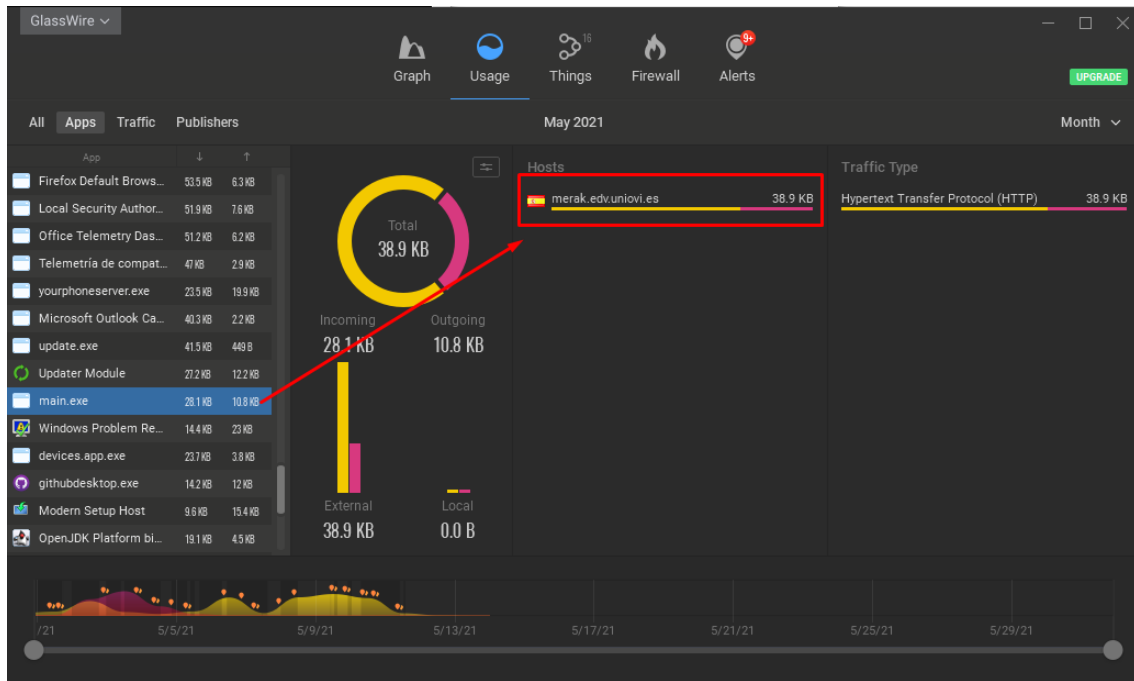 GlassWire
Graph
Usage
Things 16
Firewall
Alerts 9+
UPGRADE
All Apps Traffic Publishers
May 2021
Month
App ↓ ↑
Firefox Default Brows... 53.5 KB 6.3 KB
Local Security Author... 51.9 KB 7.6 KB
Office Telemetry Das... 51.2 KB 6.2 KB
Telemetría de compat... 47 KB 2.9 KB
yourphoneserver.exe 23.5 KB 19.9 KB
Microsoft Outlook Ca... 40.3 KB 2.2 KB
update.exe 41.5 KB 449 B
Updater Module 27.2 KB 12.2 KB
main.exe 28.1 KB 10.8 KB
Windows Problem Re... 14.4 KB 23 KB
devices.app.exe 23.7 KB 3.8 KB
githubdesktop.exe 14.2 KB 12 KB
Modern Setup Host 9.6 KB 15.4 KB
OpenJDK Platform bi... 19.1 KB 4.5 KB
Total
38.9 KB
Incoming Outgoing
28.1 KB 10.8 KB
External Local
38.9 KB 0.0 B
Hosts
merak.edv.uniovi.es 38.9 KB
Traffic Type
Hypertext Transfer Protocol (HTTP) 38.9 KB
/21 5/5/21 5/9/21 5/13/21 5/17/21 5/21/21 5/25/21 5/29/21